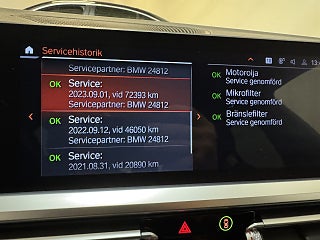 Servicehistorik
Servicepartner: BMW 24812
OK Service:
2023.09.01, vid 72393 km
Servicepartner: BMW 24812
OK Service:
2022.09.12, vid 46050 km
Servicepartner: BMW 24812
OK Service:
2021.08.31, vid 20890 km
OK Motorolja
Service genomförd
OK Mikrofilter
Service genomförd
OK Bränslefilter
Service genomförd